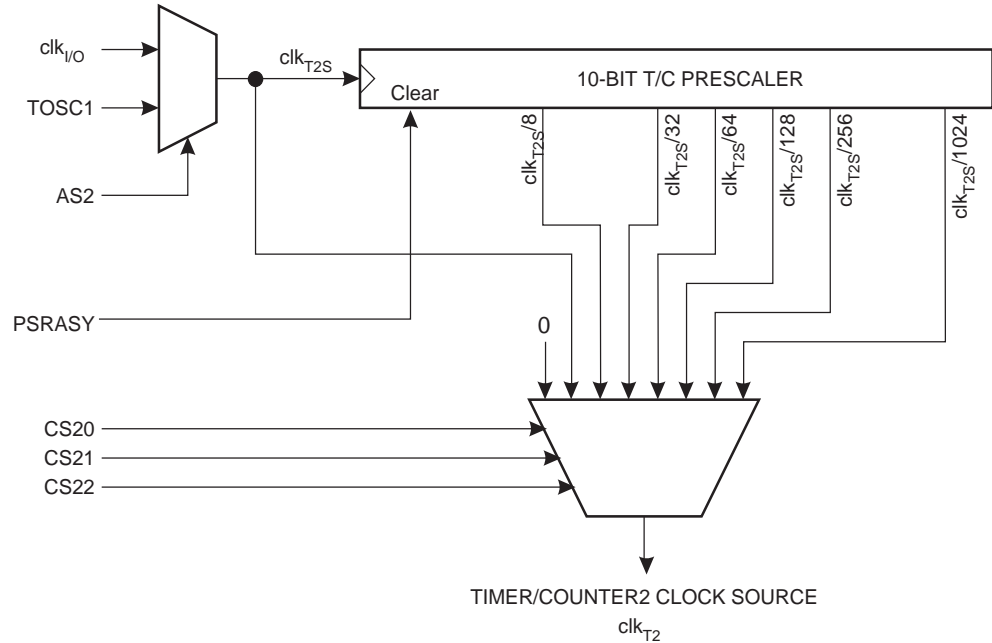 clkI/O
clkT2S
10-BIT T/C PRESCALER
TOSC1
Clear
clkT2S/8
clkT2S/32
clkT2S/64
clkT2S/128
clkT2S/256
clkT2S/1024
AS2
PSRASY
0
CS20
CS21
CS22
TIMER/COUNTER2 CLOCK SOURCE
clkT2